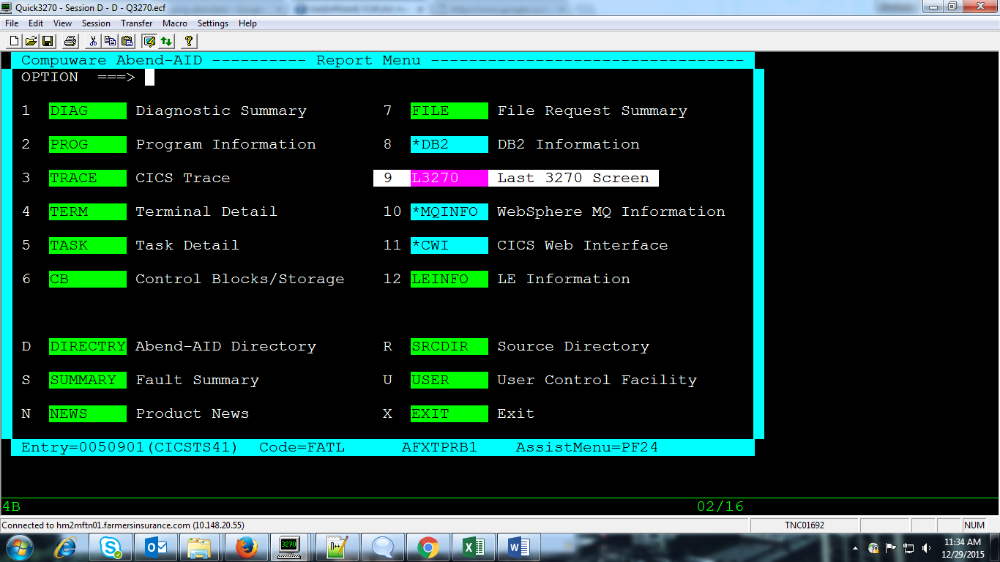 Quick3270 - Session D - D - Q3270.ecf
File Edit View Session Transfer Macro Settings Help
Compuware Abend-AID ---------- Report Menu ---------------------------------
OPTION ===>
1 DIAG Diagnostic Summary 7 FILE File Request Summary
2 PROG Program Information 8 *DB2 DB2 Information
3 TRACE CICS Trace 9 L3270 Last 3270 Screen
4 TERM Terminal Detail 10 *MQINFO WebSphere MQ Information
5 TASK Task Detail 11 *CWI CICS Web Interface
6 CB Control Blocks/Storage 12 LEINFO LE Information
D DIRECTRY Abend-AID Directory R SRCDIR Source Directory
S SUMMARY Fault Summary U USER User Control Facility
N NEWS Product News X EXIT Exit
Entry=0050901(CICSTS41) Code=FATL AFXTPRB1 AssistMenu=PF24
4B 02/16
Connected to hm2mftn01.farmersinsurance.com (10.148.20.55) TNC01692 NUM
3270
11:34 AM
12/29/2015